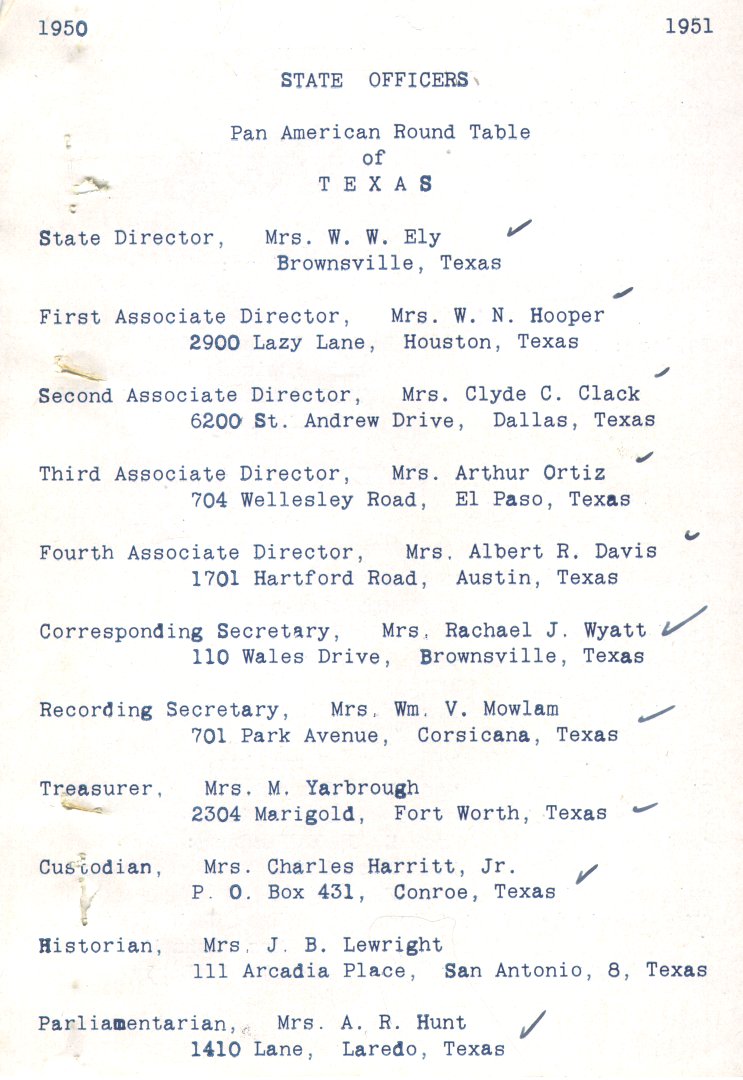 1950 1951
STATE OFFICERS
Pan American Round Table
of
T E X A S
State Director, Mrs. W. W. Ely
Brownsville, Texas
First Associate Director, Mrs. W. N. Hooper
2900 Lazy Lane, Houston, Texas
Second Associate Director, Mrs. Clyde C. Clack
6200 St. Andrew Drive, Dallas, Texas
Third Associate Director, Mrs. Arthur Ortiz
704 Wellesley Road, El Paso, Texas
Fourth Associate Director, Mrs. Albert R. Davis
1701 Hartford Road, Austin, Texas
Corresponding Secretary, Mrs. Rachael J. Wyatt
110 Wales Drive, Brownsville, Texas
Recording Secretary, Mrs. Wm. V. Mowlam
701 Park Avenue, Corsicana, Texas
Treasurer, Mrs. M. Yarbrough
2304 Marigold, Fort Worth, Texas
Custodian, Mrs. Charles Harritt, Jr.
P. O. Box 431, Conroe, Texas
Historian, Mrs. J. B. Lewright
111 Arcadia Place, San Antonio, 8, Texas
Parliamentarian, Mrs. A. R. Hunt
1410 Lane, Laredo, Texas